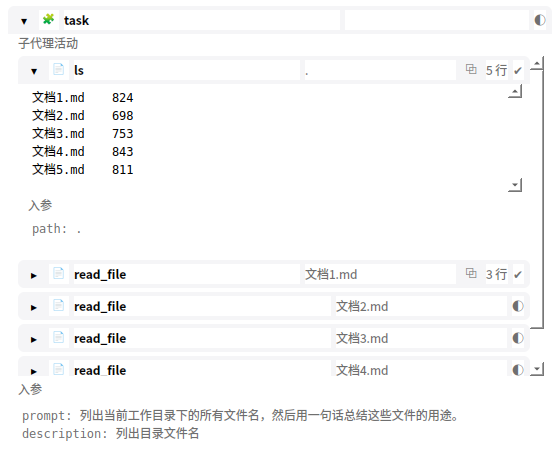 task
子代理活动
ls . 5 行 ✔
文档1.md 824
文档2.md 698
文档3.md 753
文档4.md 843
文档5.md 811
入参
path: .
read_file 文档1.md 3 行 ✔
read_file 文档2.md
read_file 文档3.md
read_file 文档4.md
入参
prompt: 列出当前工作目录下的所有文件名，然后用一句话总结这些文件的用途。
description: 列出目录文件名